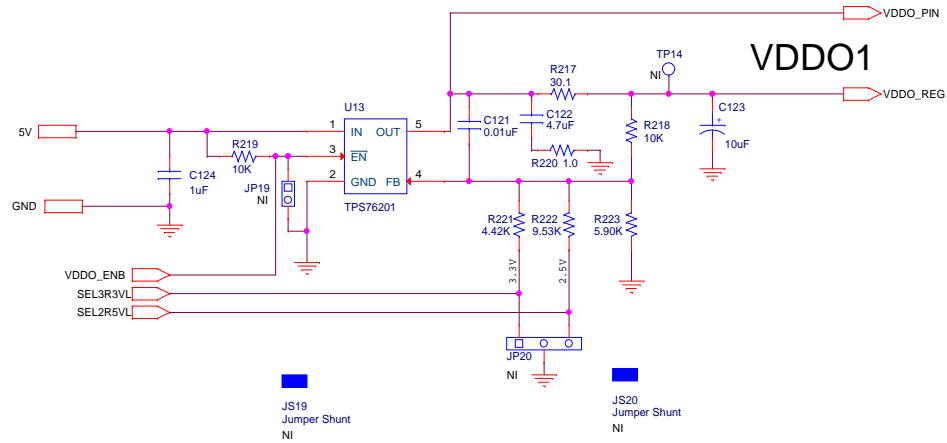 VDDO_PIN
VDDO1
TP14
NI
VDDO_REG
R217
30.1
U13
5V
1 IN OUT 5
C121
0.01uF
C122
4.7uF
R218
10K
C123
+
10uF
R219
10K
3 EN
R220 1.0
C124
1uF
JP19
NI
2 GND FB 4
TPS76201
GND
R221
4.42K
R222
9.53K
R223
5.90K
3.3V
2.5V
VDDO_ENB
SEL3R3VL
SEL2R5VL
JP20
NI
JS19
Jumper Shunt
NI
JS20
Jumper Shunt
NI